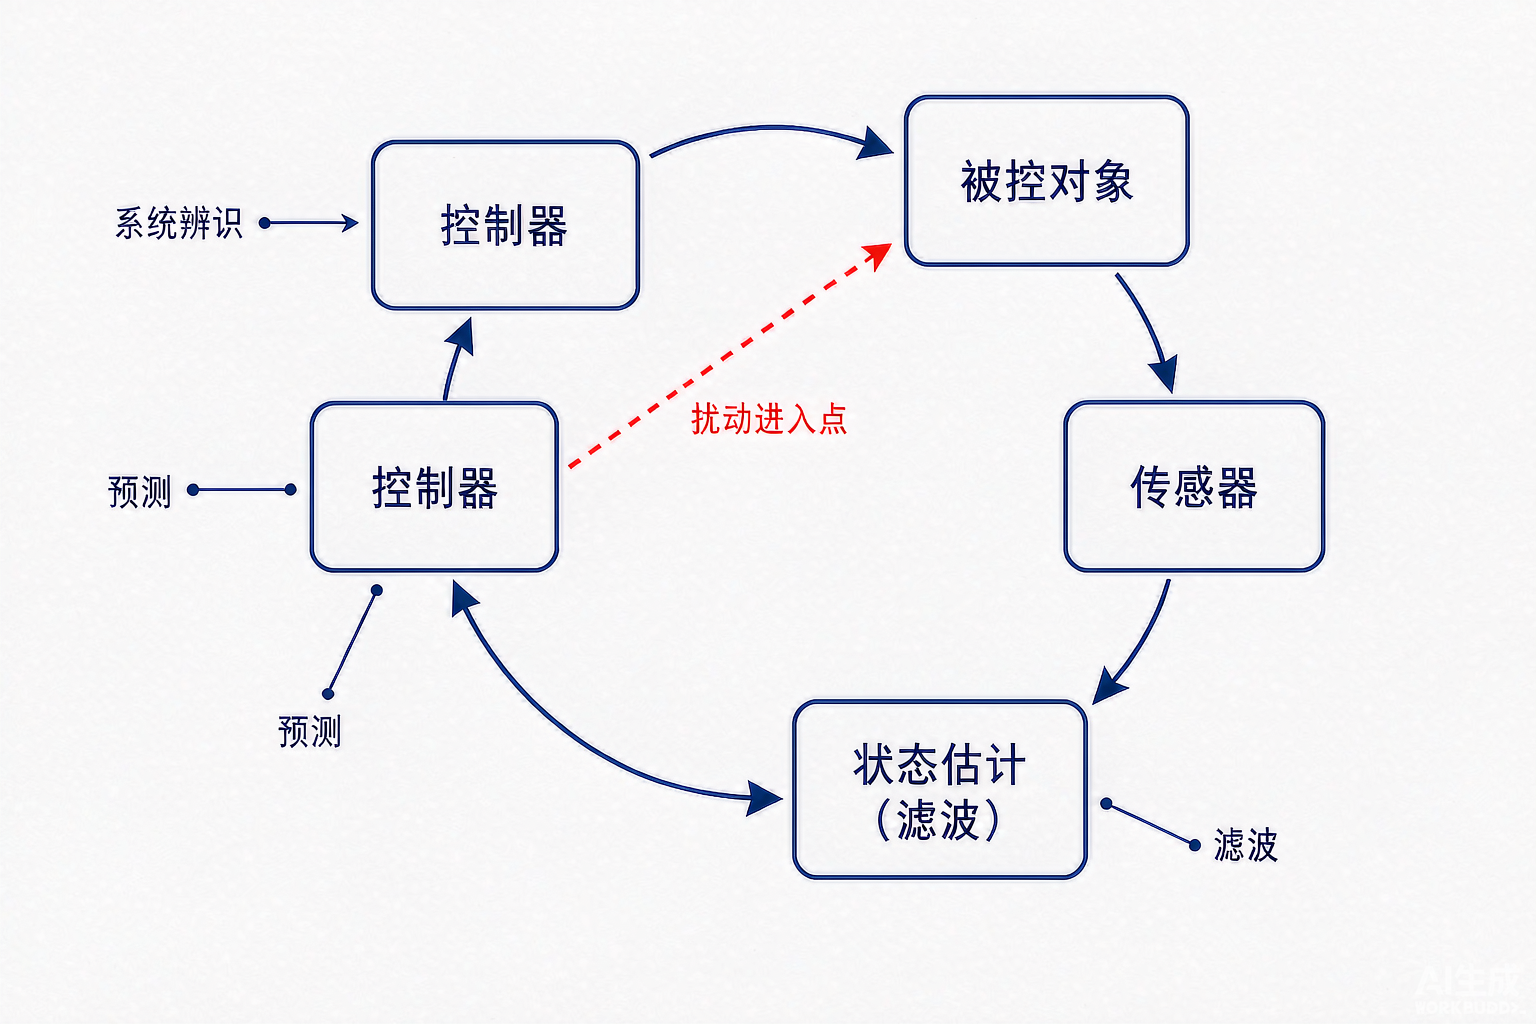 被控对象
控制器
系统辨识
扰动进入点
控制器
预测
传感器
预测
状态估计
（滤波）
滤波
AI生成